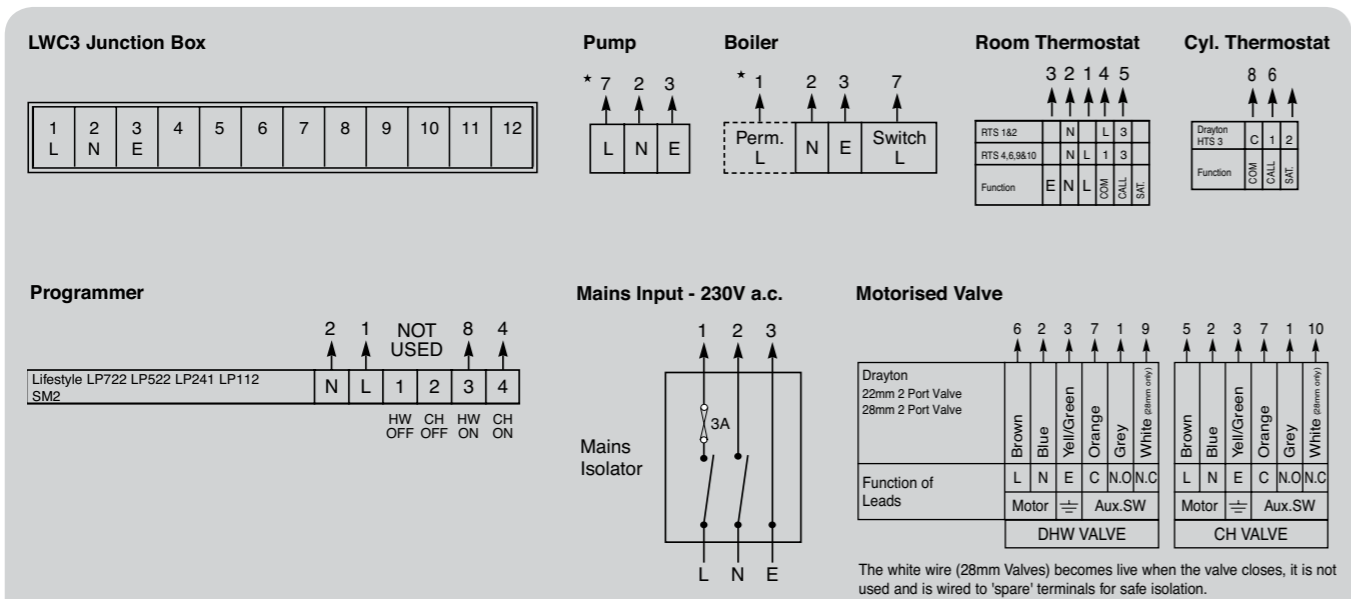 LWC3 Junction Box
1 2 3 4 5 6 7 8 9 10 11 12
L N E
Pump
★ 7 2 3
L N E
Boiler
★ 1 2 3 7
Perm. L N E Switch L
Room Thermostat
3 2 1 4 5
RTS 1&2 N L 3
RTS 4,6,9&10 N L 1 3
Function E N L COM CALL SAT.
Cyl. Thermostat
8 6
Drayton HTS 3 C 1 2
Function COM CALL SAT.
Programmer
2 1 NOT USED 8 4
Lifestyle LP722 LP522 LP241 LP112
SM2
N L 1 2 3 4
HW OFF CH OFF HW ON CH ON
Mains Input - 230V a.c.
1 2 3
3A
Mains
Isolator
L N E
Motorised Valve
6 2 3 7 1 9
5 2 3 7 1 10
Drayton
22mm 2 Port Valve
28mm 2 Port Valve
Brown Blue Yell/Green Orange Grey White (28mm only)
Brown Blue Yell/Green Orange Grey White (28mm only)
Function of
Leads
L N E C N.O N.C
L N E C N.O N.C
Motor Aux.SW
Motor Aux.SW
DHW VALVE
CH VALVE
The white wire (28mm Valves) becomes live when the valve closes, it is not
used and is wired to 'spare' terminals for safe isolation.